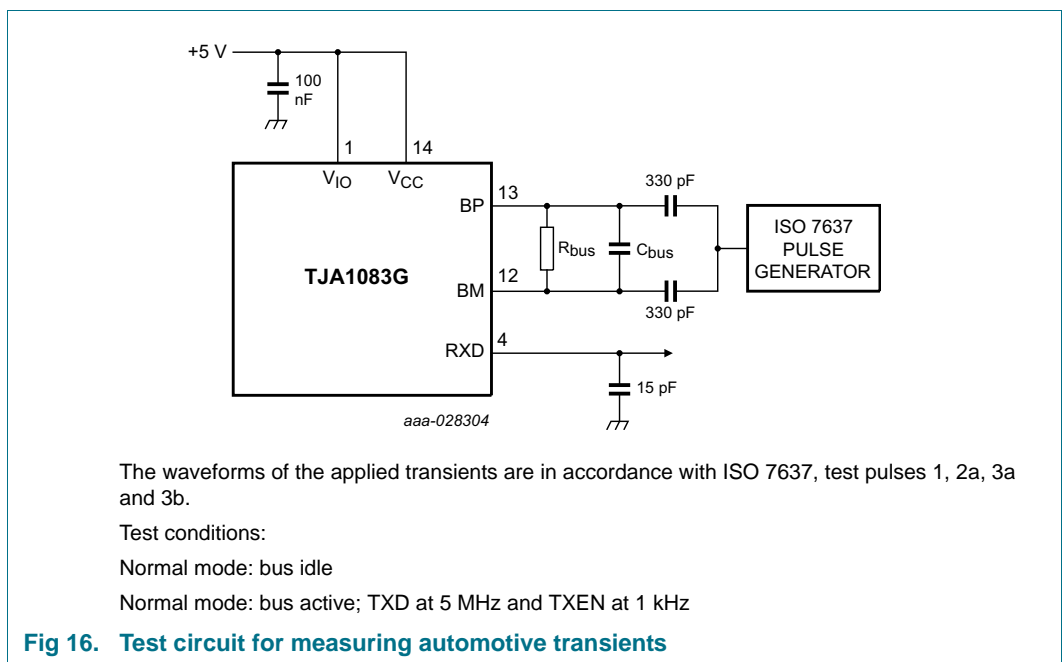 +5 V
100
nF
1
14
VIO
VCC
BP
13
330 pF
Rbus
Cbus
ISO 7637
PULSE
GENERATOR
TJA1083G
12
BM
330 pF
RXD
4
15 pF
aaa-028304
The waveforms of the applied transients are in accordance with ISO 7637, test pulses 1, 2a, 3a
and 3b.
Test conditions:
Normal mode: bus idle
Normal mode: bus active; TXD at 5 MHz and TXEN at 1 kHz
Fig 16. Test circuit for measuring automotive transients